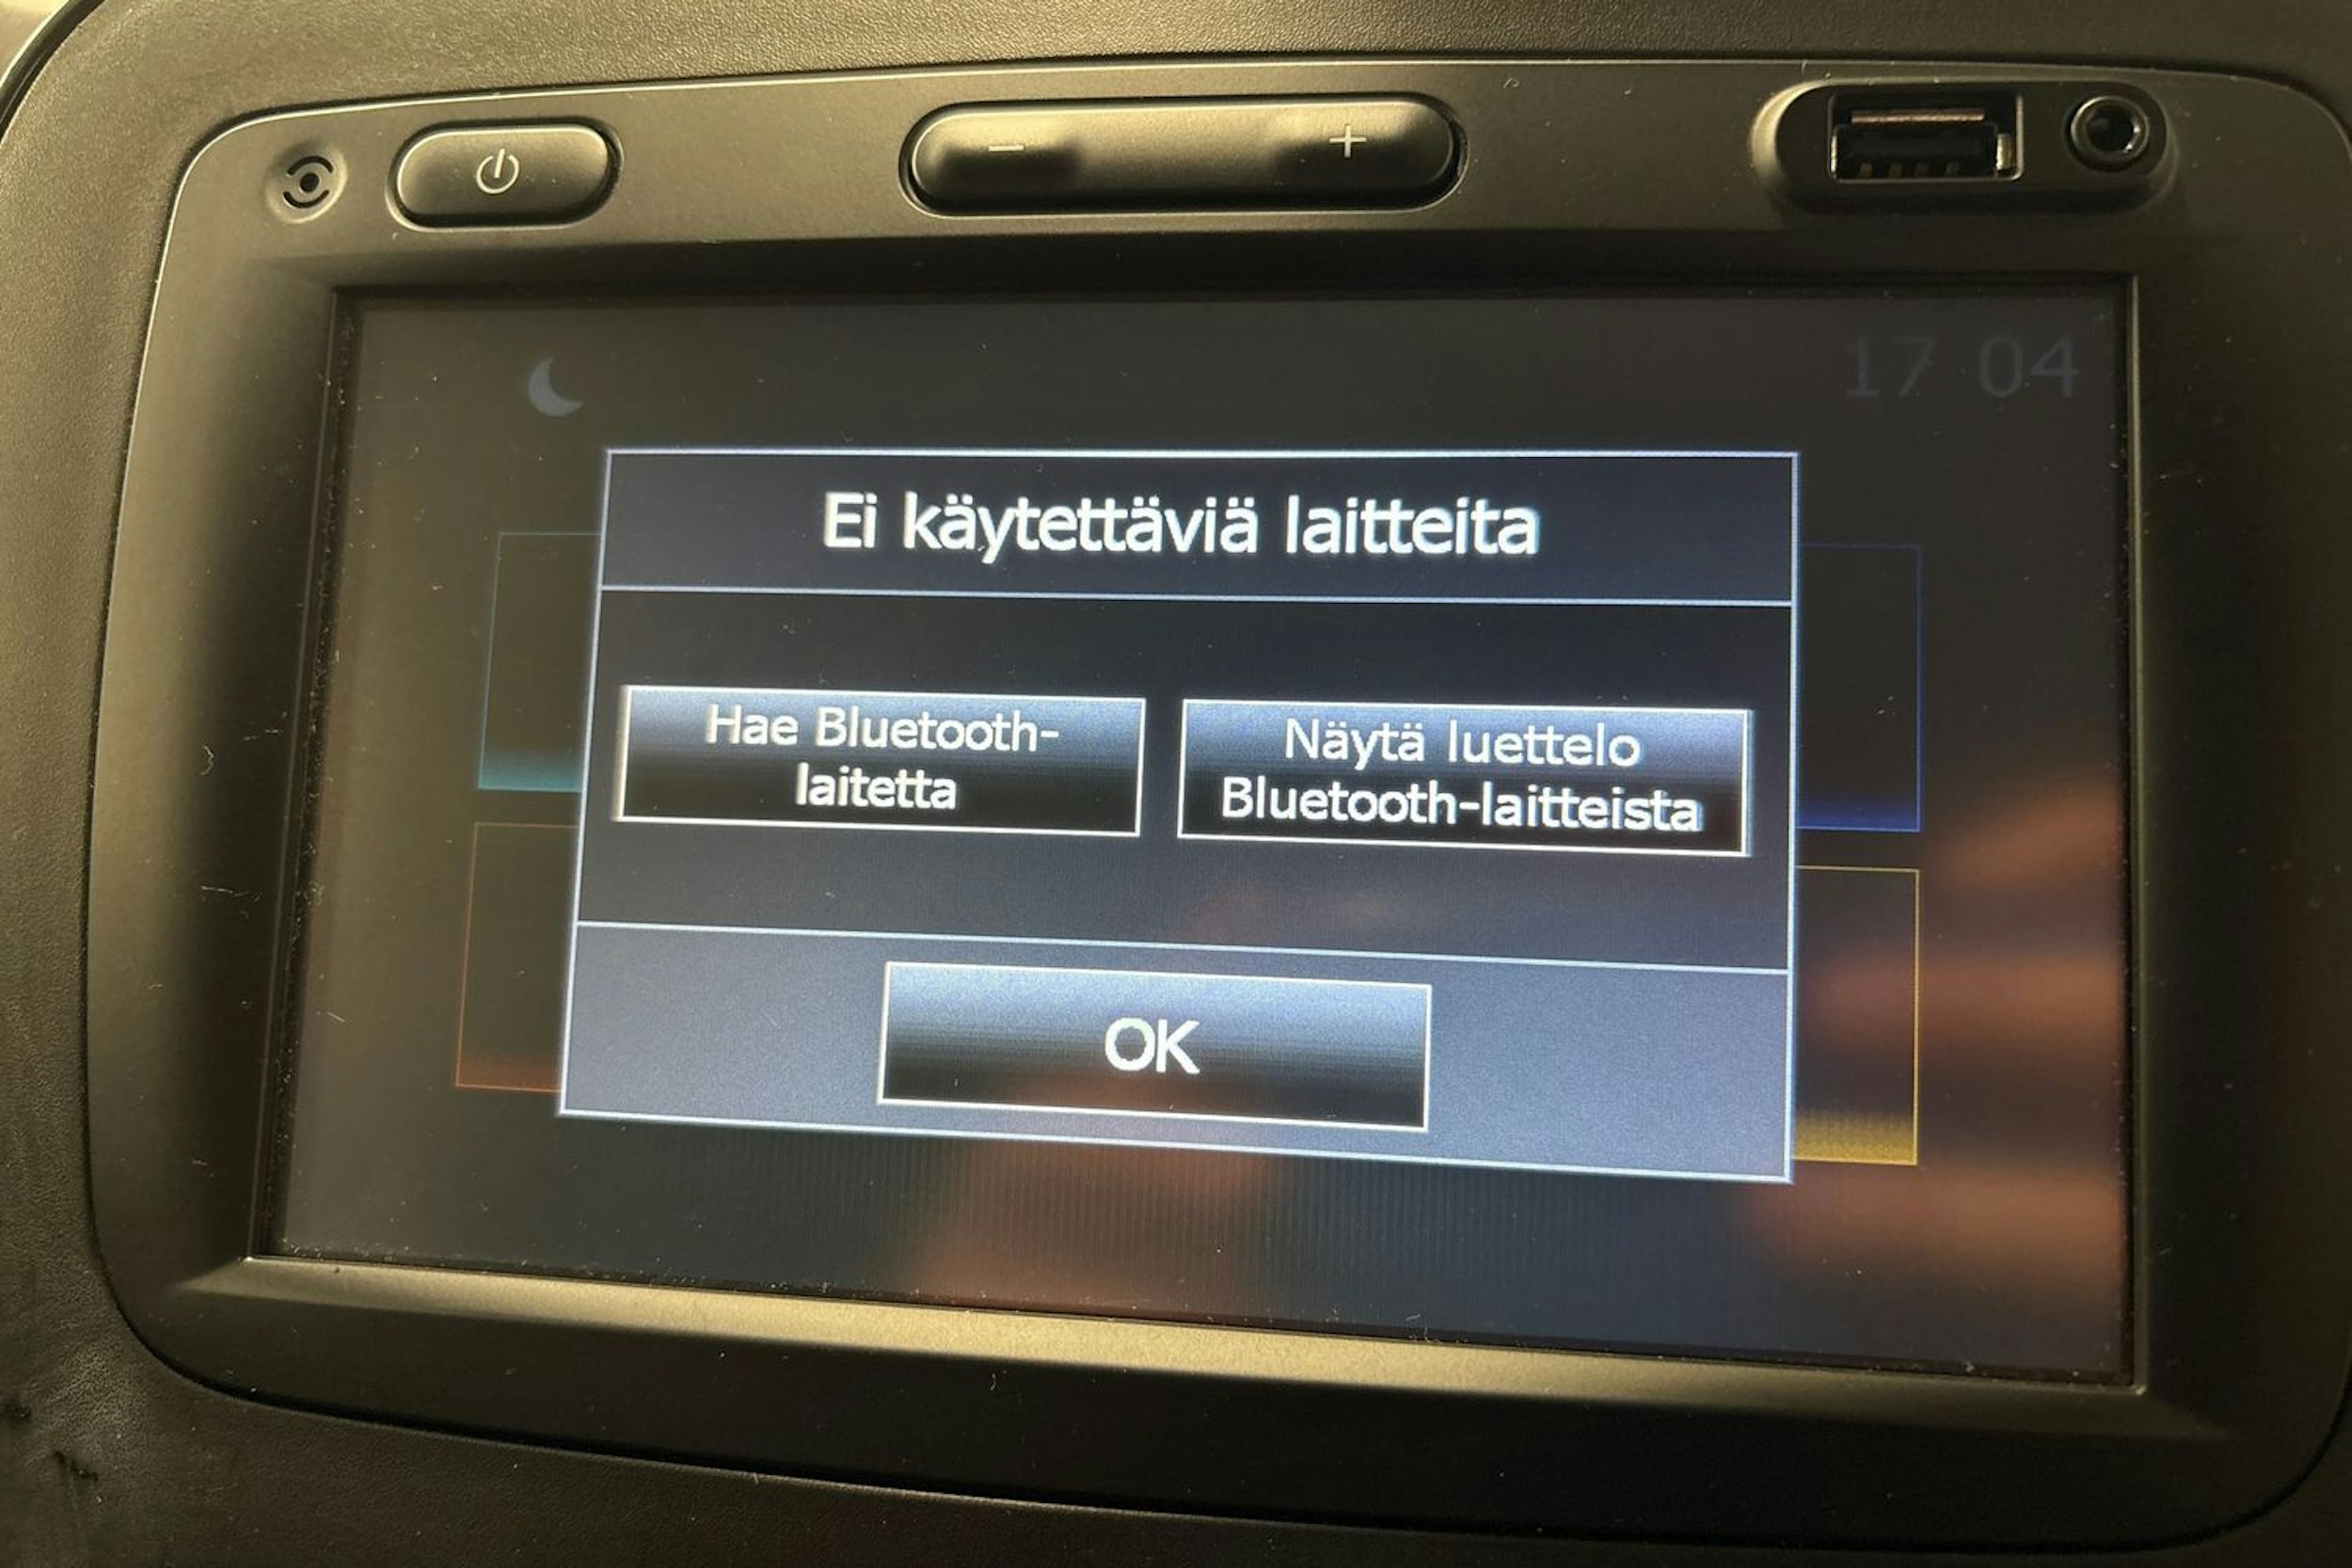 − +
17 04
Ei käytettäviä laitteita
Hae Bluetooth-
laitetta
Näytä luettelo
Bluetooth-laitteista
OK